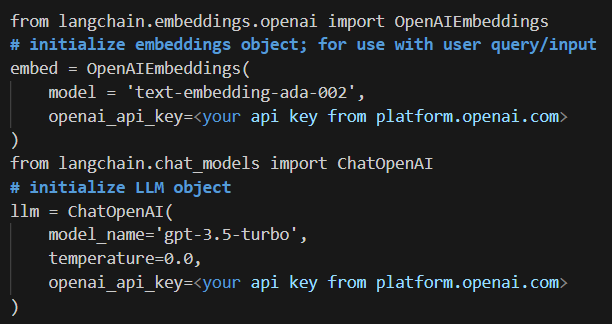 from langchain.embeddings.openai import OpenAIEmbeddings
# initialize embeddings object; for use with user query/input
embed = OpenAIEmbeddings(
    model = 'text-embedding-ada-002',
    openai_api_key=<your api key from platform.openai.com>
)
from langchain.chat_models import ChatOpenAI
# initialize LLM object
llm = ChatOpenAI(
    model_name='gpt-3.5-turbo',
    temperature=0.0,
    openai_api_key=<your api key from platform.openai.com>
)